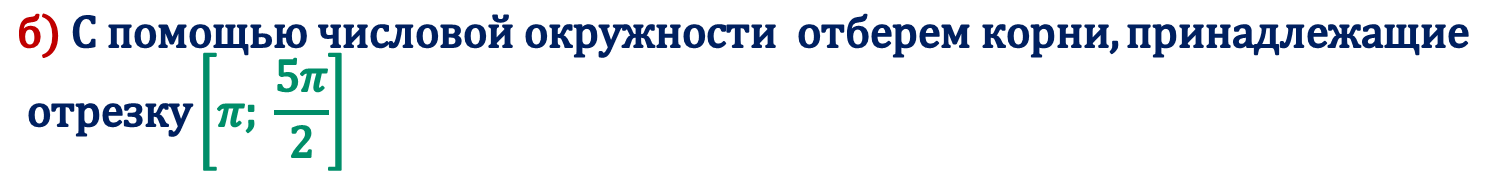 б) С помощью числовой окружности отберем корни, принадлежащие
отрезку [π; 5π/2]